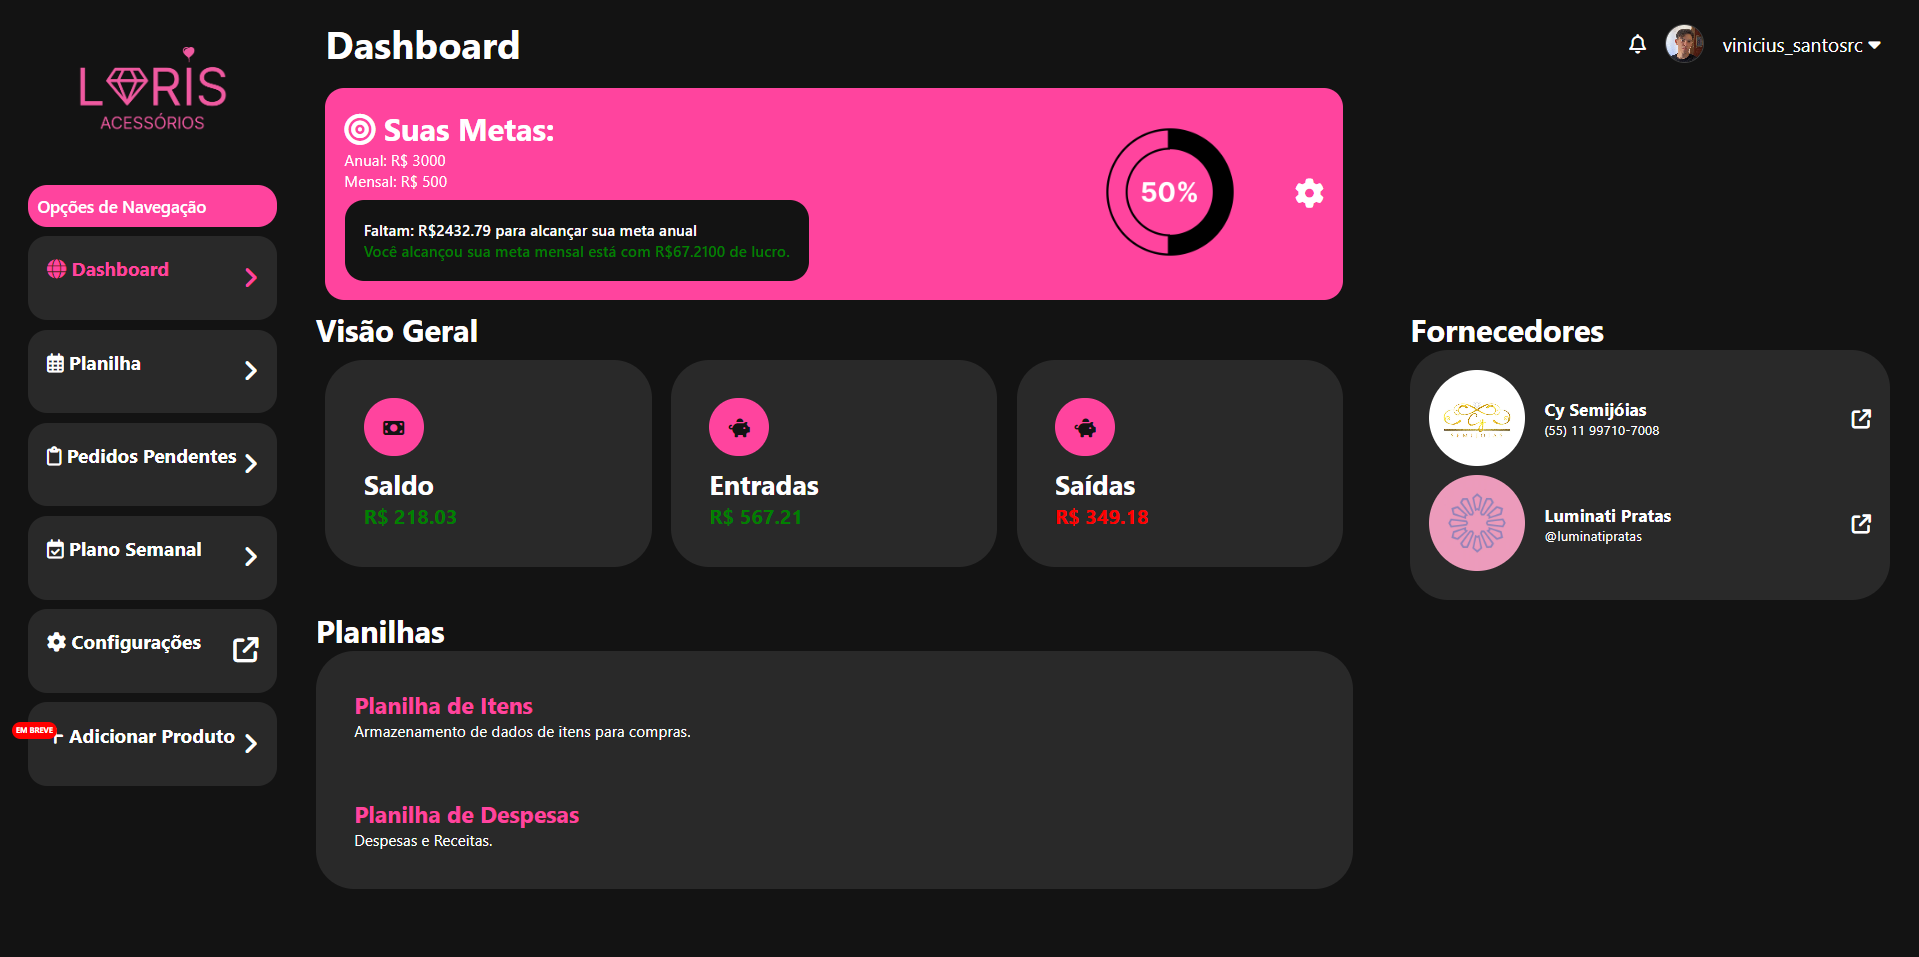 LORIS
ACESSÓRIOS
Opções de Navegação
Dashboard
Planilha
Pedidos Pendentes
Plano Semanal
Configurações
EM BREVE
Adicionar Produto
Dashboard
vinicius_santosrc
Suas Metas:
Anual: R$ 3000
Mensal: R$ 500
Faltam: R$2432.79 para alcançar sua meta anual
Você alcançou sua meta mensal está com R$67.2100 de lucro.
50%
Visão Geral
Saldo
R$ 218.03
Entradas
R$ 567.21
Saídas
R$ 349.18
Fornecedores
Cy Semijóias
(55) 11 99710-7008
Luminati Pratas
@luminatipratas
Planilhas
Planilha de Itens
Armazenamento de dados de itens para compras.
Planilha de Despesas
Despesas e Receitas.